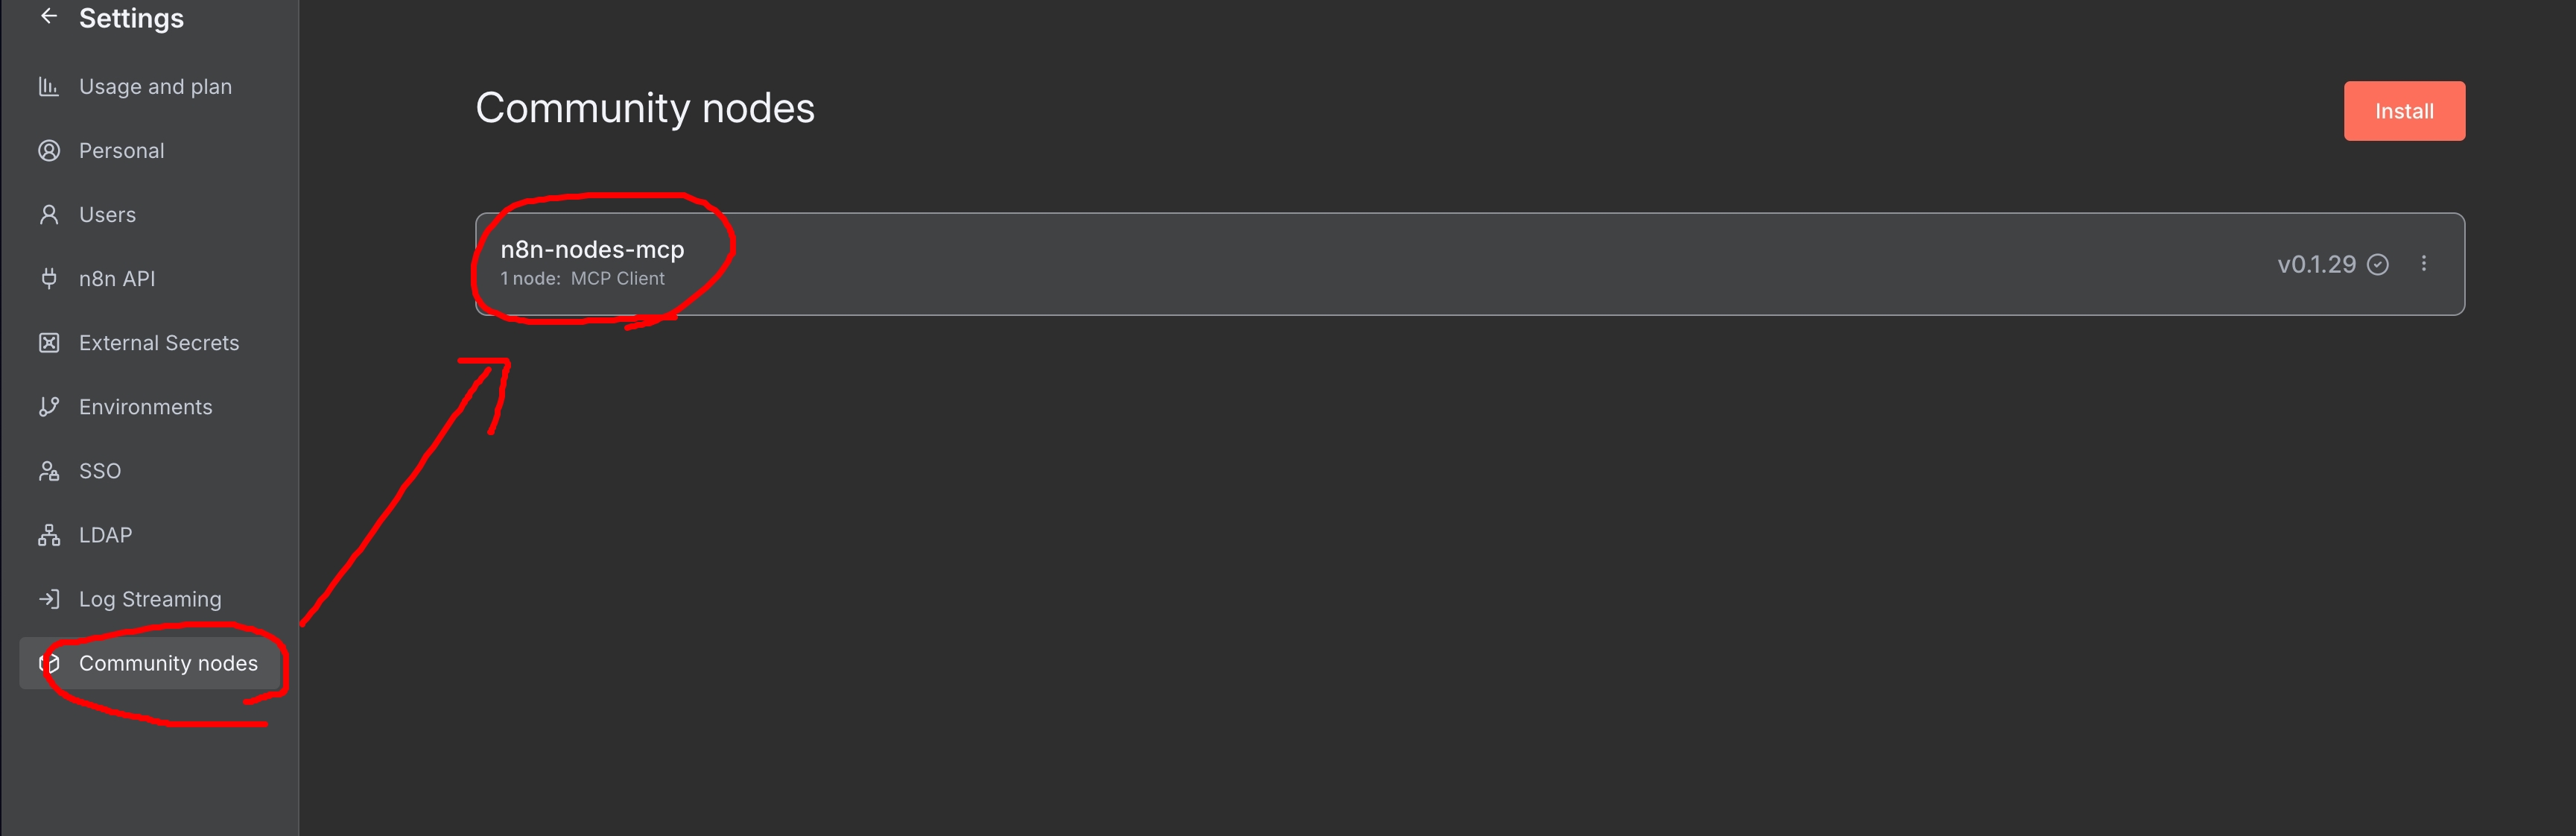 Settings
Usage and plan
Personal
Users
n8n API
External Secrets
Environments
SSO
LDAP
Log Streaming
Community nodes
Community nodes
Install
n8n-nodes-mcp
1 node: MCP Client
v0.1.29